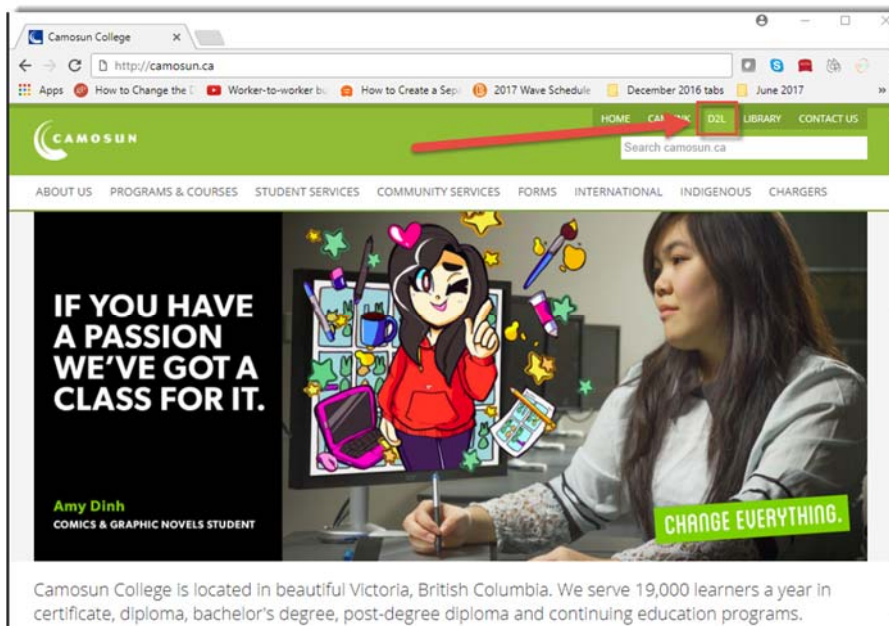 Camosun College
http://camosun.ca
Apps
How to Change the
Worker-to-worker bu
How to Create a Sep
2017 Wave Schedule
December 2016 tabs
June 2017
»
CAMOSUN
HOME
D2L
LIBRARY
CONTACT US
Search camosun.ca
ABOUT US PROGRAMS & COURSES STUDENT SERVICES COMMUNITY SERVICES FORMS INTERNATIONAL INDIGENOUS CHARGERS
IF YOU HAVE
A PASSION
WE'VE GOT A
CLASS FOR IT.
Amy Dinh
COMICS & GRAPHIC NOVELS STUDENT
CHANGE EVERYTHING.
Camosun College is located in beautiful Victoria, British Columbia. We serve 19,000 learners a year in
certificate, diploma, bachelor's degree, post-degree diploma and continuing education programs.